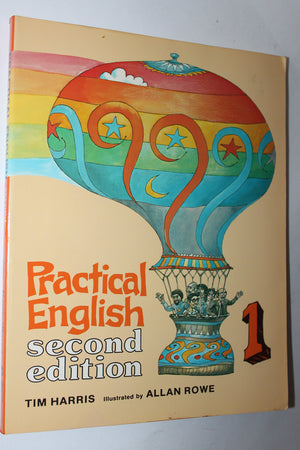 Practical
English
second
edition
1
TIM HARRIS Illustrated by ALLAN ROWE